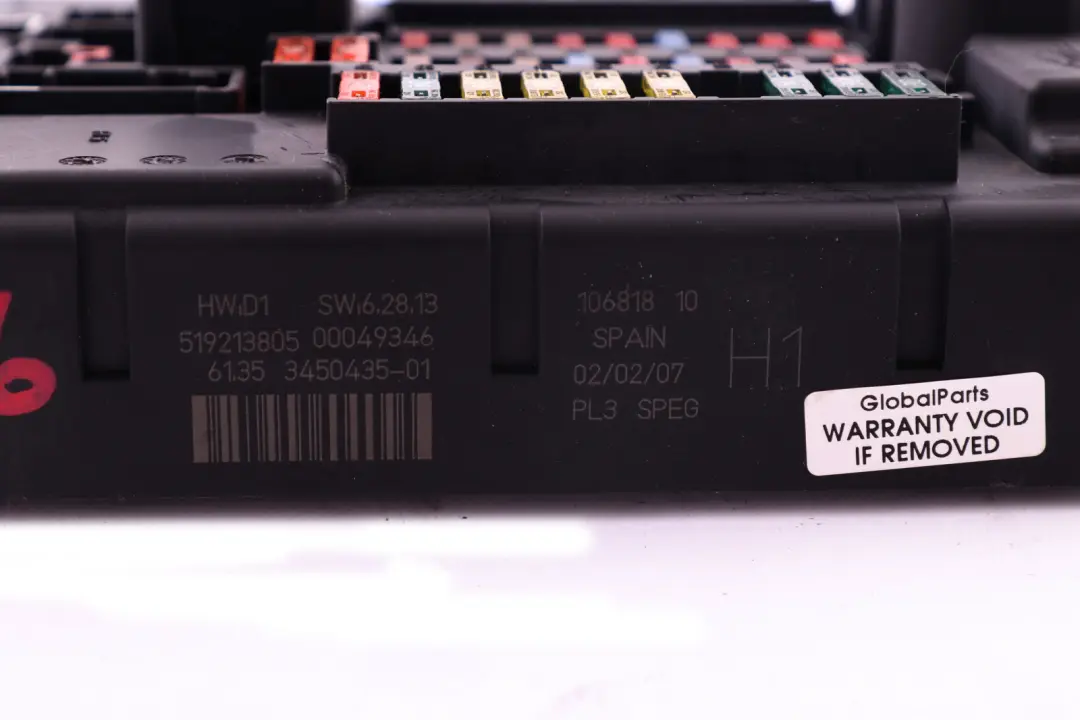 HW:D1 SW:6.28.13
519213805 00049346
61.35 3450435-01
106818 10
SPAIN
02/02/07
PL3 SPEG
H1
GlobalParts
WARRANTY VOID
IF REMOVED